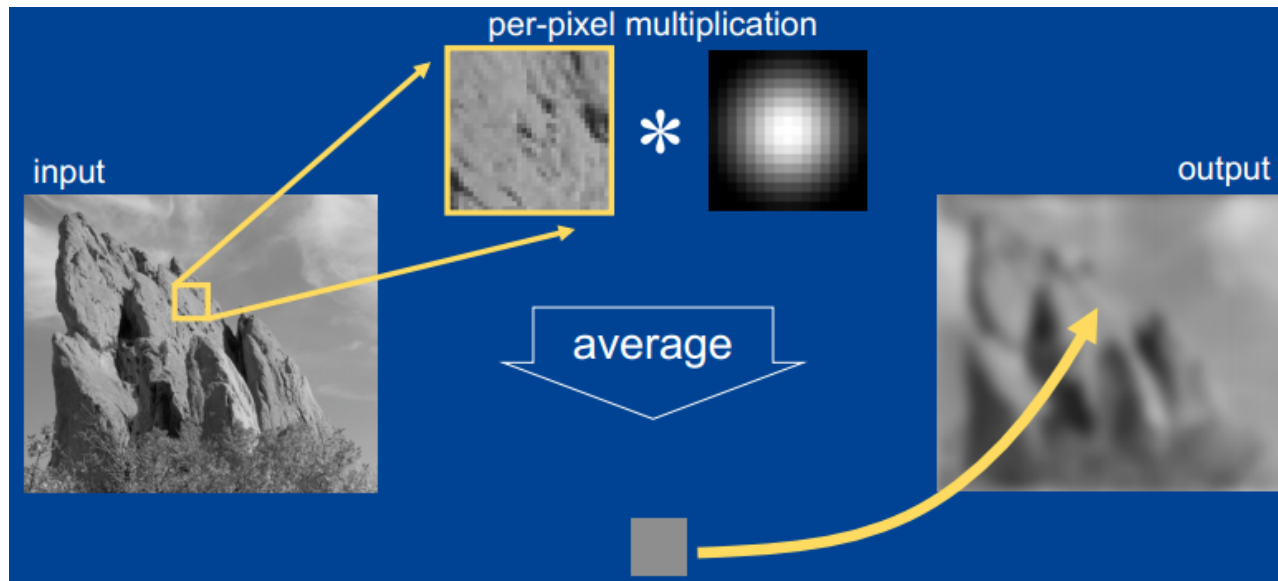 per-pixel multiplication
*
input
output
average